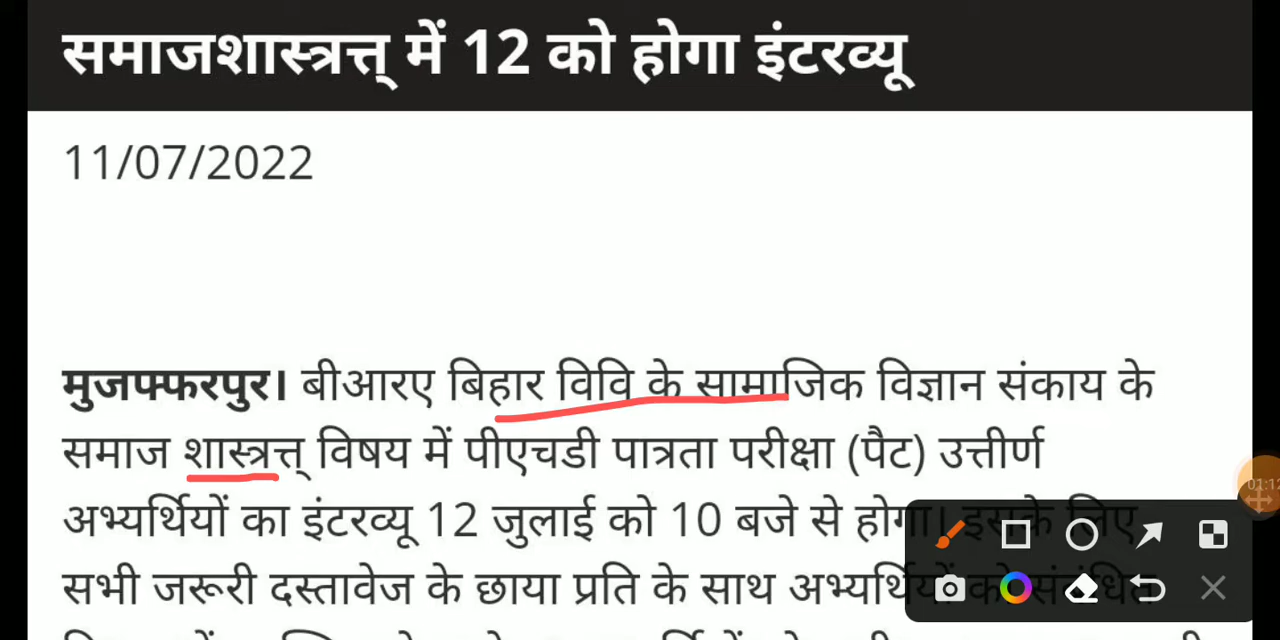 समाजशास्त्रत्त् में 12 को होगा इंटरव्यू
11/07/2022
मुजफ्फरपुर। बीआरए बिहार विवि के सामाजिक विज्ञान संकाय के
समाज शास्त्रत्त् विषय में पीएचडी पात्रता परीक्षा (पैट) उत्तीर्ण
अभ्यर्थियों का इंटरव्यू 12 जुलाई को 10 बजे से होगा। इसके लिए
सभी जरूरी दस्तावेज के छाया प्रति के साथ अभ्यर्थियों को संबंधित